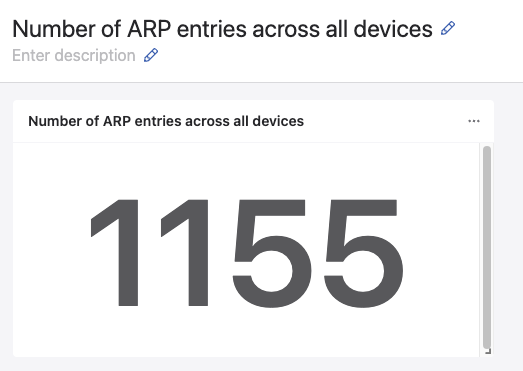 Number of ARP entries across all devices
Enter description
Number of ARP entries across all devices
1155